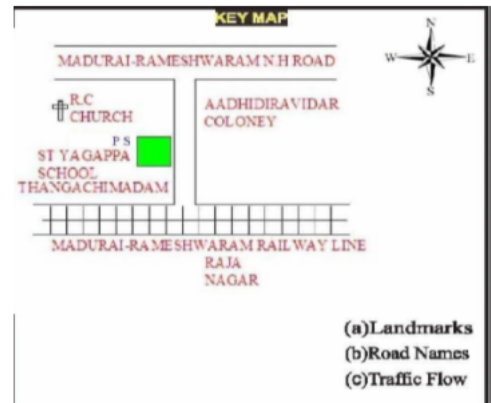 KEY MAP
N
W
E
S
MADURAI-RAMESHWARAM N.H ROAD
R.C
CHURCH
AADHIDIRAVIDAR
COLONEY
P S
ST YAGAPPA
SCHOOL
THANGACHIMADAM
MADURAI-RAMESHWARAM RAILWAY LINE
RAJA
NAGAR
(a)Landmarks
(b)Road Names
(c)Traffic Flow